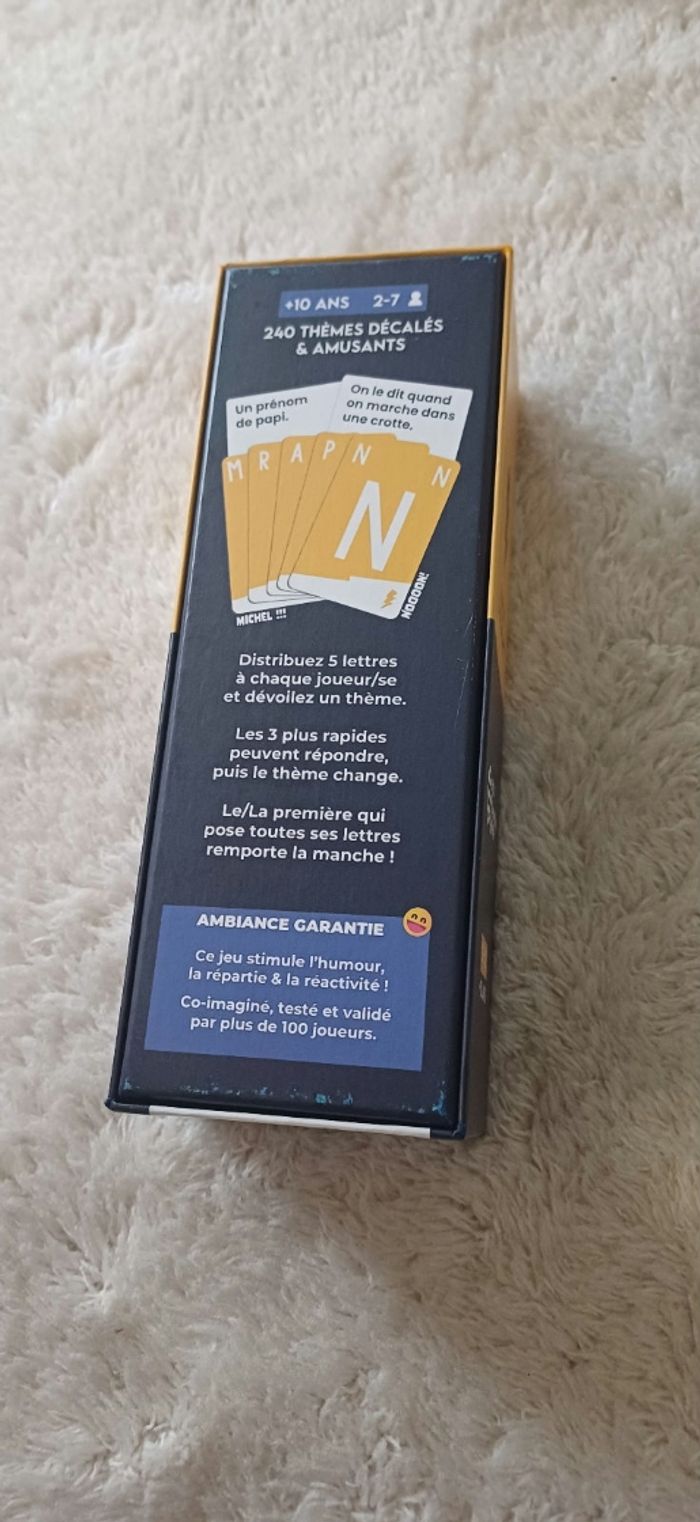 +10 ANS 2-7
240 THÈMES DÉCALÉS
& AMUSANTS
Un prénom
de papi.
On le dit quand
on marche dans
une crotte.
M R A P N N
N
MICHEL !!!
NOOOON!
Distribuez 5 lettres
à chaque joueur/se
et dévoilez un thème.
Les 3 plus rapides
peuvent répondre,
puis le thème change.
Le/La première qui
pose toutes ses lettres
remporte la manche !
AMBIANCE GARANTIE
Ce jeu stimule l'humour,
la répartie & la réactivité !
Co-imaginé, testé et validé
par plus de 100 joueurs.